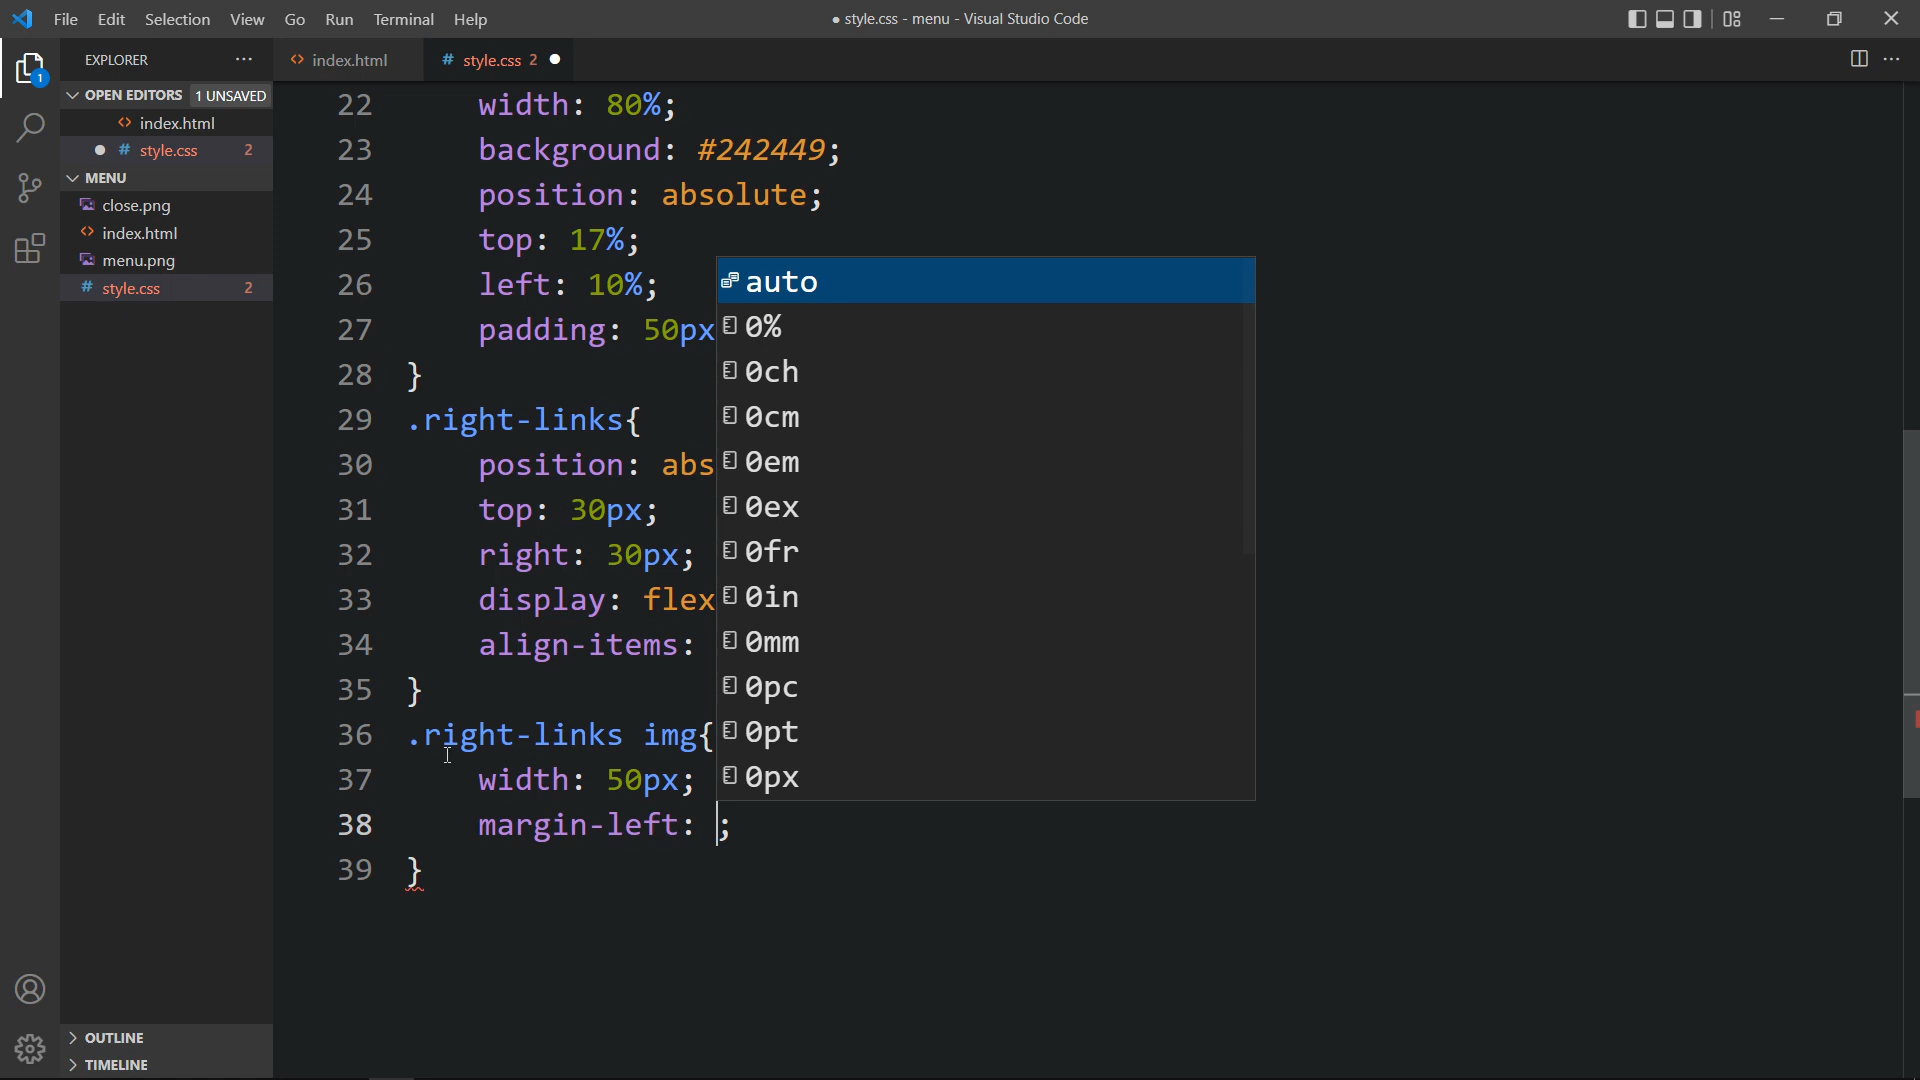 File Edit Selection View Go Run Terminal Help
● style.css - menu - Visual Studio Code
EXPLORER ···
1
OPEN EDITORS 1 UNSAVED
<> index.html
● # style.css 2
MENU
close.png
<> index.html
menu.png
# style.css 2
OUTLINE
TIMELINE
<> index.html
# style.css 2 ●
22 width: 80%;
23 background: #242449;
24 position: absolute;
25 top: 17%;
26 left: 10%;
27 padding: 50px
28 }
29 .right-links{
30 position: abs
31 top: 30px;
32 right: 30px;
33 display: flex
34 align-items:
35 }
36 .right-links img{
37 width: 50px;
38 margin-left: ;
39 }
auto
0%
0ch
0cm
0em
0ex
0fr
0in
0mm
0pc
0pt
0px